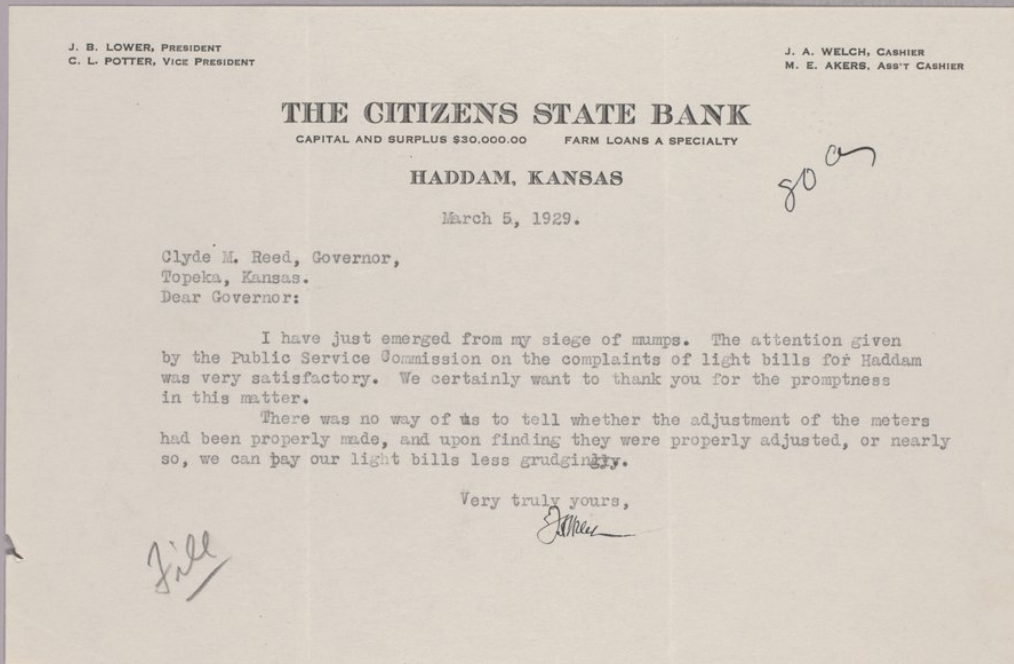 J. B. LOWER, PRESIDENT
C. L. POTTER, VICE PRESIDENT
J. A. WELCH, CASHIER
M. E. AKERS, ASS'T CASHIER
THE CITIZENS STATE BANK
CAPITAL AND SURPLUS $30,000.00 FARM LOANS A SPECIALTY
HADDAM, KANSAS
March 5, 1929.
Clyde M. Reed, Governor,
Topeka, Kansas.
Dear Governor:
I have just emerged from my siege of mumps. The attention given
by the Public Service Commission on the complaints of light bills for Haddam
was very satisfactory. We certainly want to thank you for the promptness
in this matter.
There was no way of us to tell whether the adjustment of the meters
had been properly made, and upon finding they were properly adjusted, or nearly
so, we can pay our light bills less grudgingly.
Very truly yours,
File